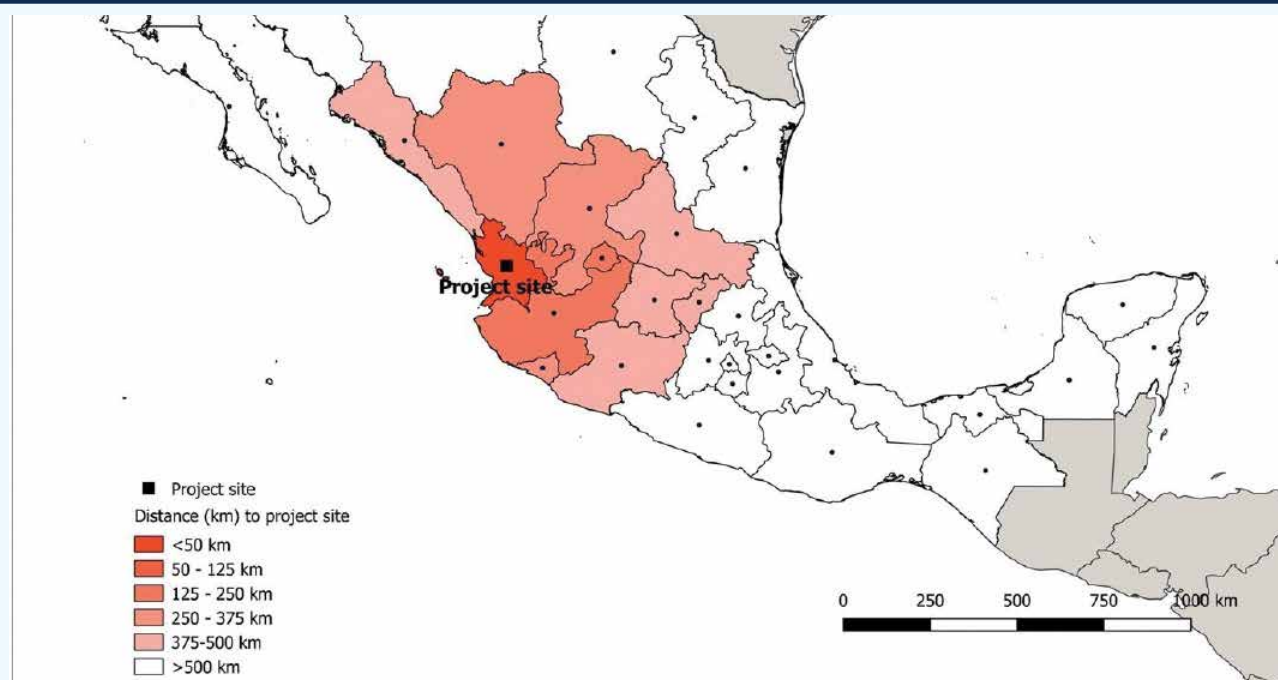 Project site
Project site
Distance (km) to project site
<50 km
50 - 125 km
125 - 250 km
250 - 375 km
375-500 km
>500 km
0 250 500 750 1000 km